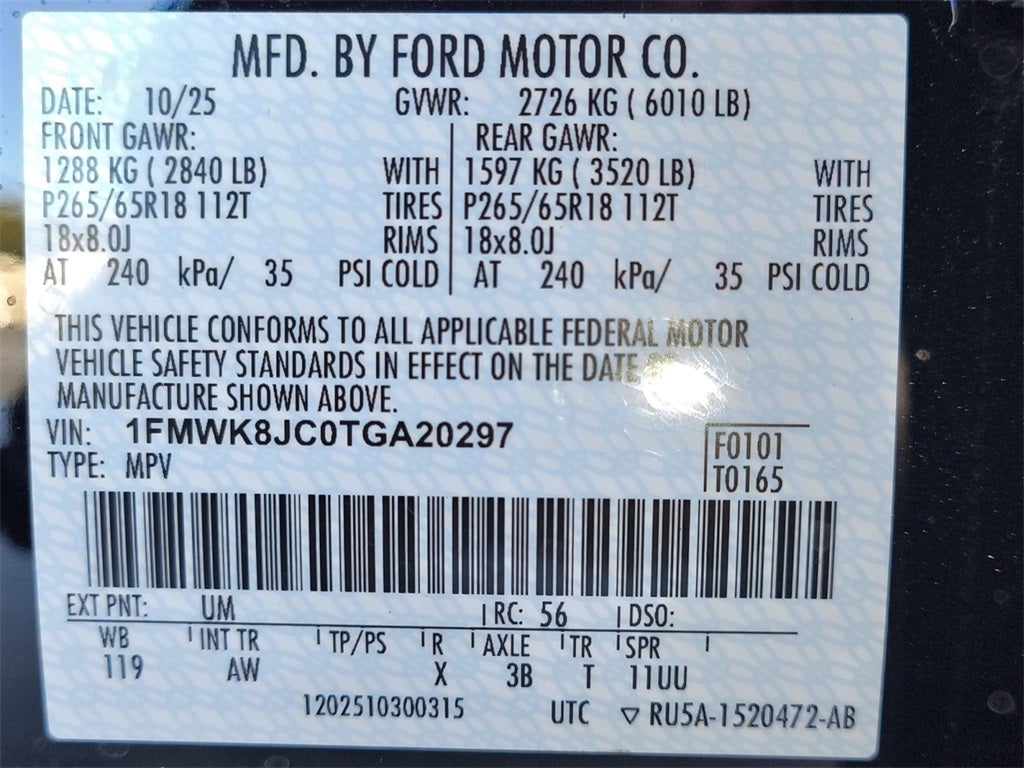 MFD. BY FORD MOTOR CO.
DATE: 10/25 GVWR: 2726 KG ( 6010 LB)
FRONT GAWR: REAR GAWR:
1288 KG ( 2840 LB) WITH 1597 KG ( 3520 LB) WITH
P265/65R18 112T TIRES P265/65R18 112T TIRES
18x8.0J RIMS 18x8.0J RIMS
AT 240 kPa/ 35 PSI COLD AT 240 kPa/ 35 PSI COLD
THIS VEHICLE CONFORMS TO ALL APPLICABLE FEDERAL MOTOR
VEHICLE SAFETY STANDARDS IN EFFECT ON THE DATE
MANUFACTURE SHOWN ABOVE.
VIN: 1FMWK8JC0TGA20297
F0101
TYPE: MPV
T0165
EXT PNT: UM RC: 56 DSO:
WB INT TR TP/PS R AXLE TR SPR
119 AW X 3B T 11UU
1202510300315 UTC ▽ RU5A-1520472-AB